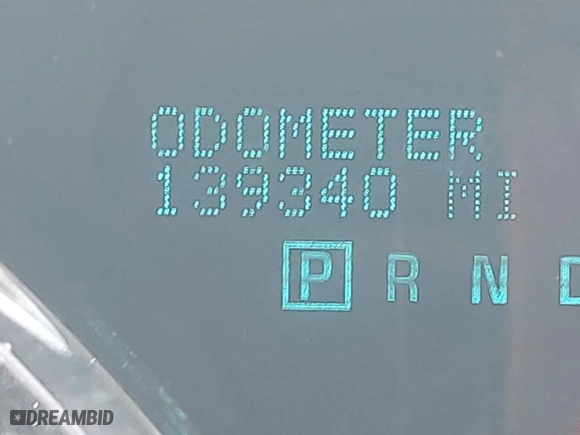 ODOMETER
139340 MI
P R N
DREAMBID